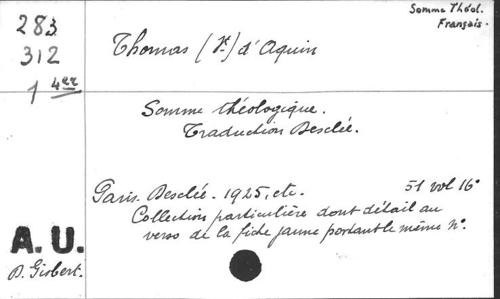 Somme Théol.
Français.
283
312
1 4er
Thomas (St) d'Aquin
Somme théologique.
Traduction Desclée.
Paris. Desclée. 1925, etc. 51 vol 16°
Collection particulière dont détail au
verso de la fiche jaune portant le même N°.
A.U.
D. Gisbert.